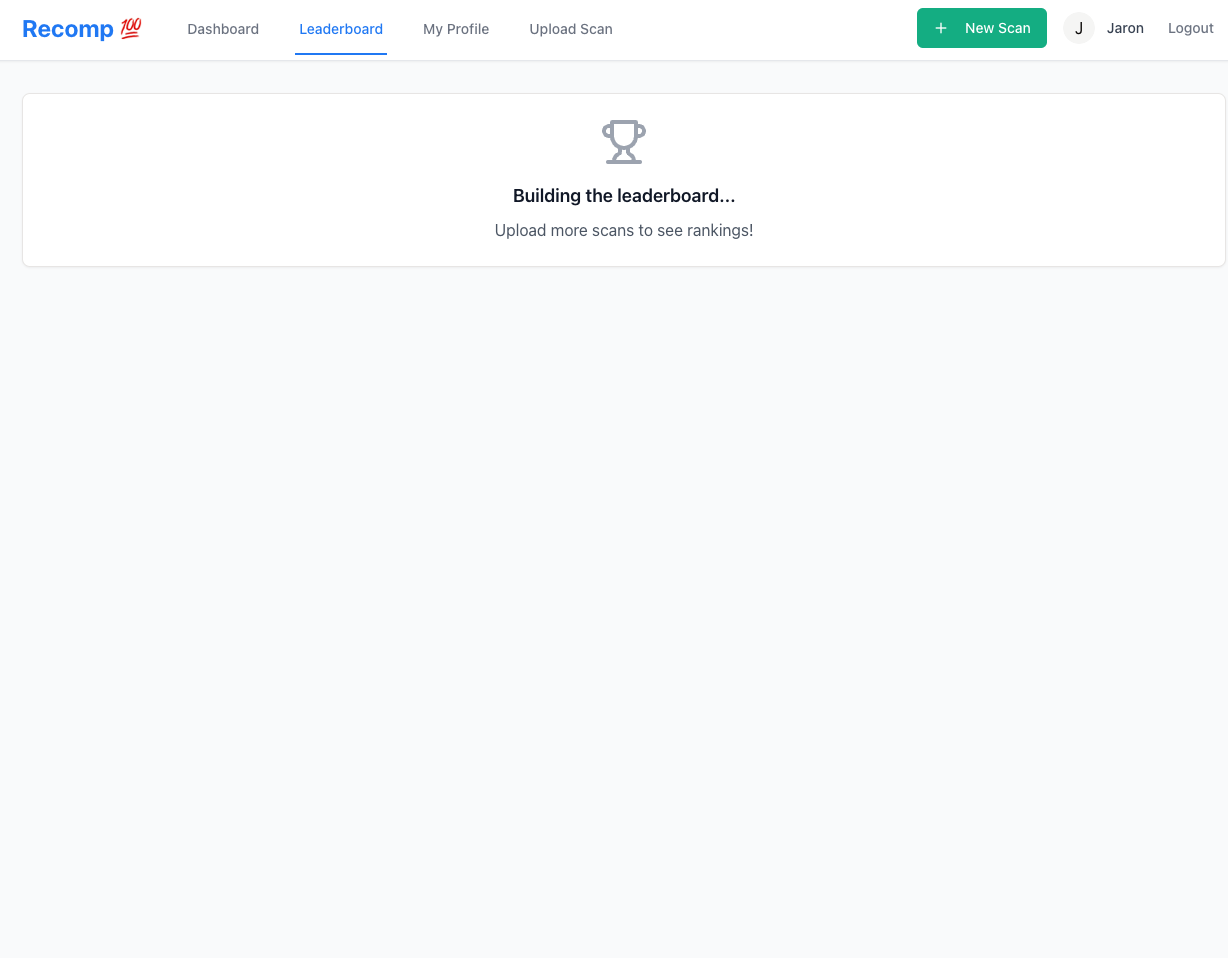 Recomp 💯 Dashboard Leaderboard My Profile Upload Scan + New Scan J Jaron Logout
Building the leaderboard...
Upload more scans to see rankings!